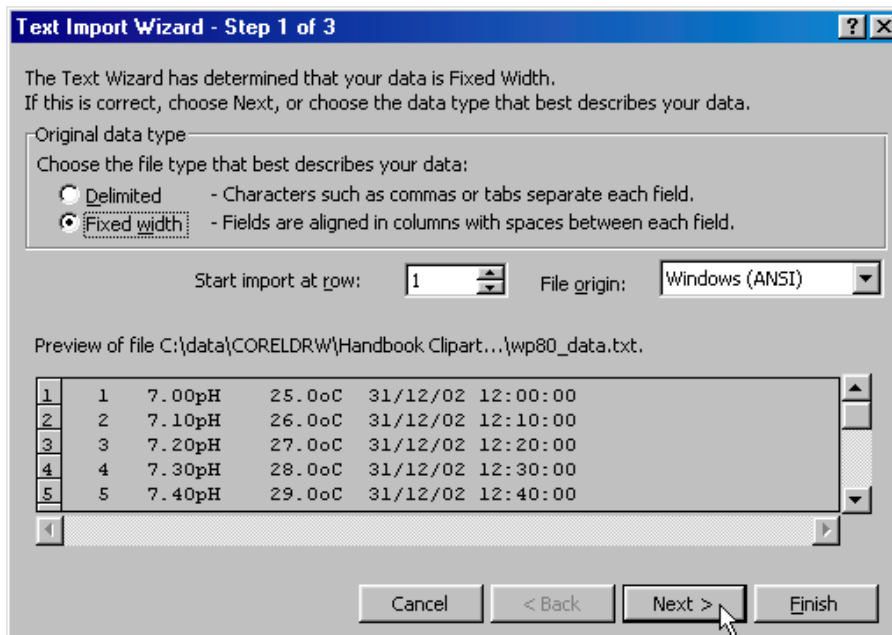 Text Import Wizard - Step 1 of 3
The Text Wizard has determined that your data is Fixed Width.
If this is correct, choose Next, or choose the data type that best describes your data.
Original data type
Choose the file type that best describes your data:
Delimited - Characters such as commas or tabs separate each field.
Fixed width - Fields are aligned in columns with spaces between each field.
Start import at row: 1 File origin: Windows (ANSI)
Preview of file C:\data\CORELDRW\Handbook Clipart...\wp80_data.txt.
1 1 7.00pH 25.0oC 31/12/02 12:00:00
2 2 7.10pH 26.0oC 31/12/02 12:10:00
3 3 7.20pH 27.0oC 31/12/02 12:20:00
4 4 7.30pH 28.0oC 31/12/02 12:30:00
5 5 7.40pH 29.0oC 31/12/02 12:40:00
Cancel < Back Next > Finish